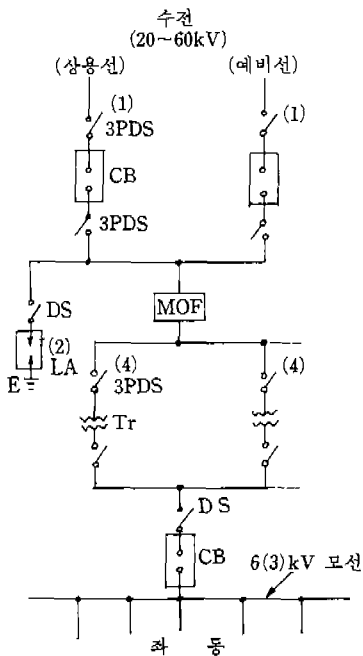 수전
(20~60kV)
(상용선)
(예비선)
(1)
3PDS
(1)
CB
3PDS
DS
MOF
(2)
LA
E
(4)
3PDS
(4)
Tr
DS
CB
6(3)kV 모선
좌 동